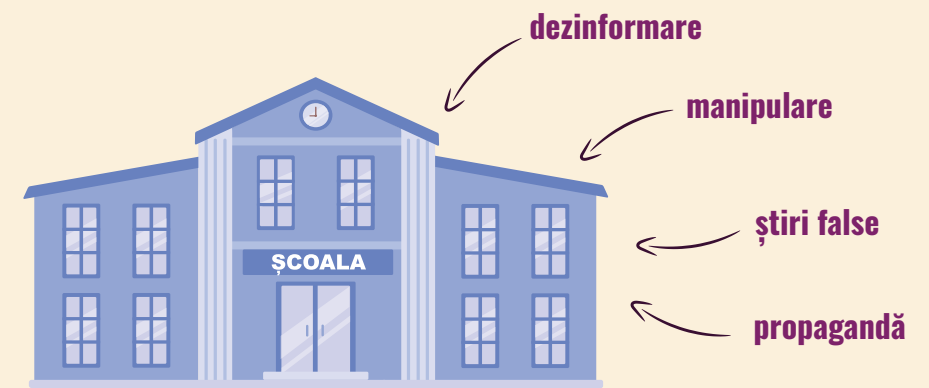 dezinformare
manipulare
știri false
ȘCOALA
propagandă